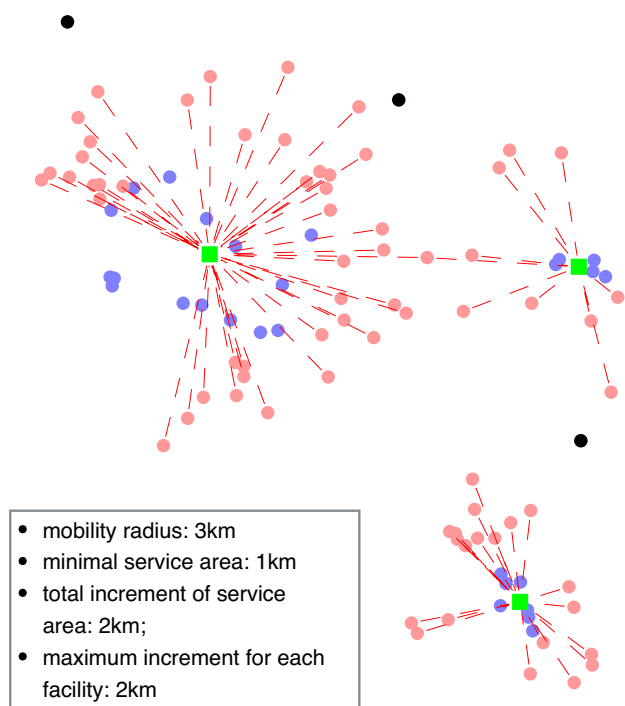 • mobility radius: 3km
• minimal service area: 1km
• total increment of service
area: 2km;
• maximum increment for each
facility: 2km